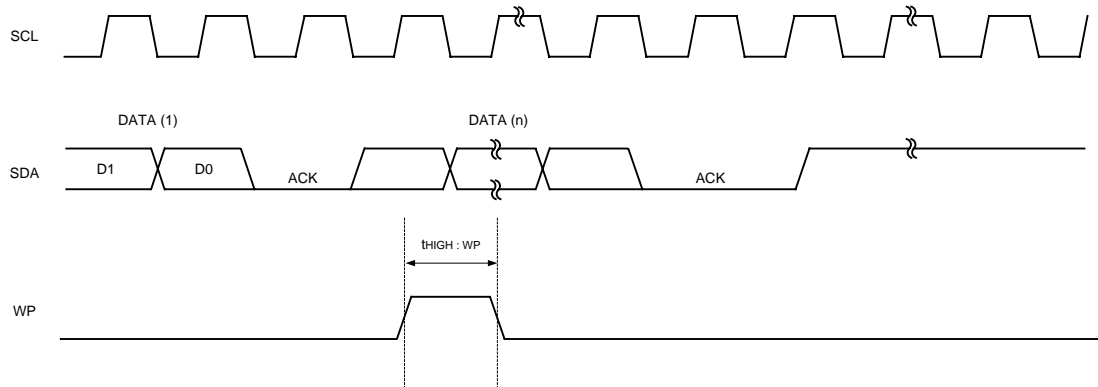 SCL
DATA (1)
DATA (n)
SDA
D1
D0
ACK
ACK
tHIGH : WP
WP